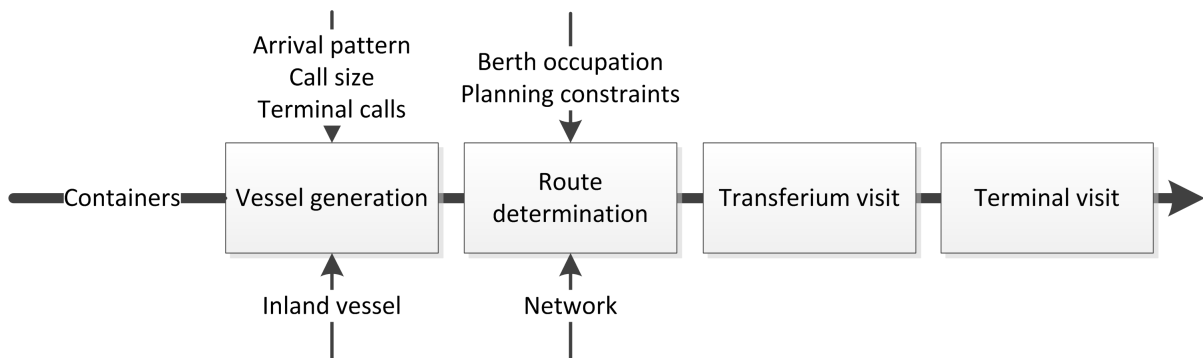 Arrival pattern
Call size
Terminal calls
Berth occupation
Planning constraints
Containers
Vessel generation
Route
determination
Transferium visit
Terminal visit
Inland vessel
Network